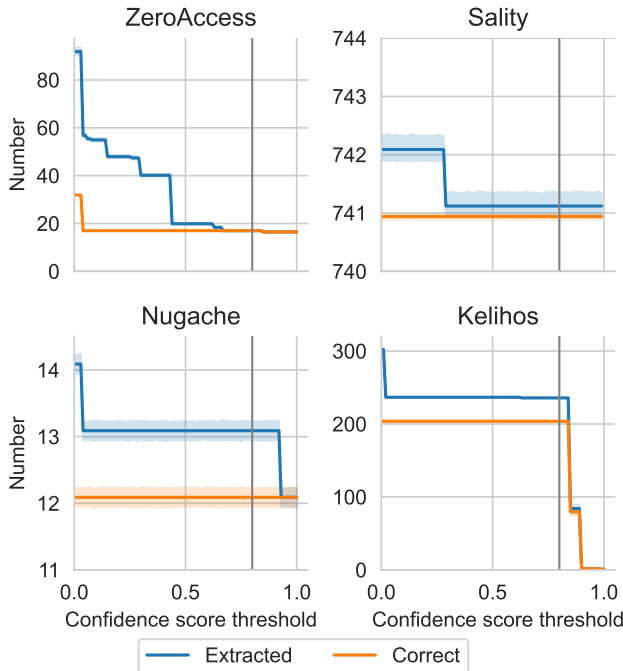 ZeroAccess
Sality
Number
80
60
40
20
0
744
743
742
741
740
Nugache
Kelihos
Number
14
13
12
11
300
200
100
0
0.0
0.5
1.0
0.0
0.5
1.0
Confidence score threshold
Confidence score threshold
Extracted
Correct